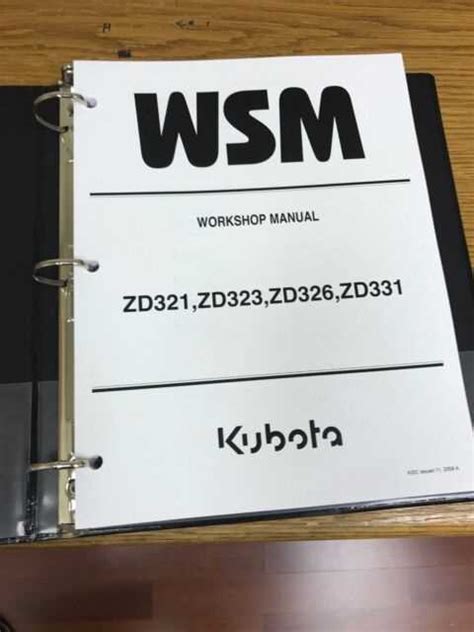 WSM
WORKSHOP MANUAL
ZD321,ZD323,ZD326,ZD331
Kubota